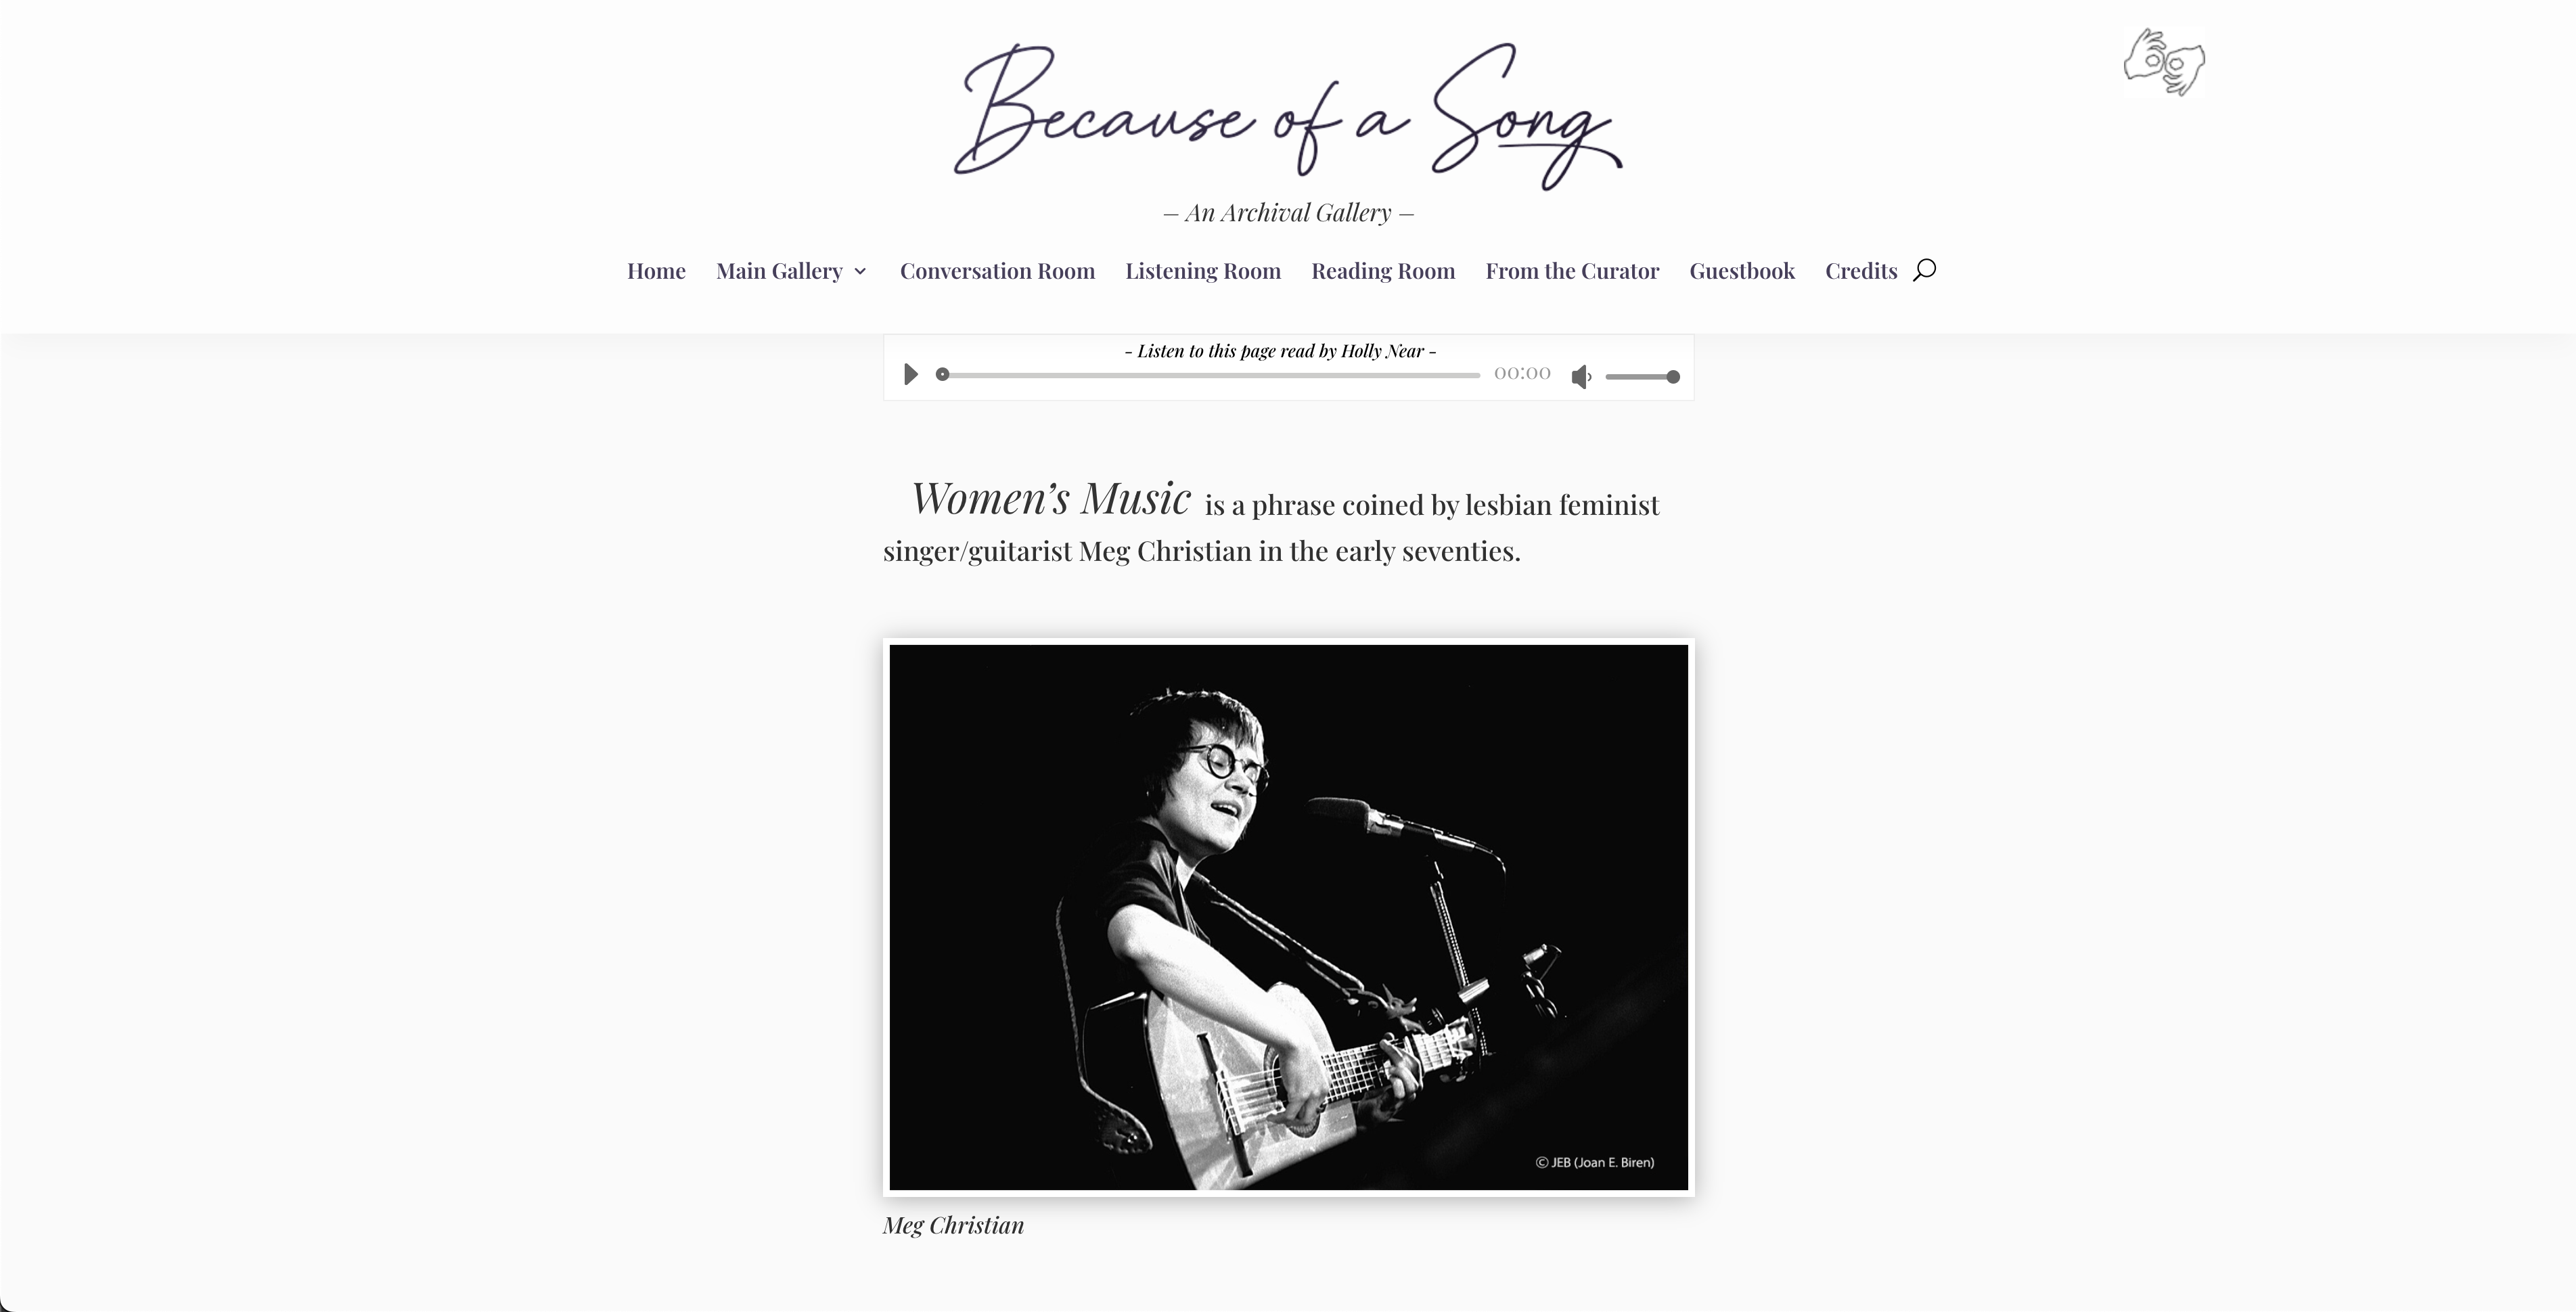 Because of a Song
– An Archival Gallery –
Home Main Gallery Conversation Room Listening Room Reading Room From the Curator Guestbook Credits
- Listen to this page read by Holly Near -
00:00
Women’s Music is a phrase coined by lesbian feminist
singer/guitarist Meg Christian in the early seventies.
© JEB (Joan E. Biren)
Meg Christian